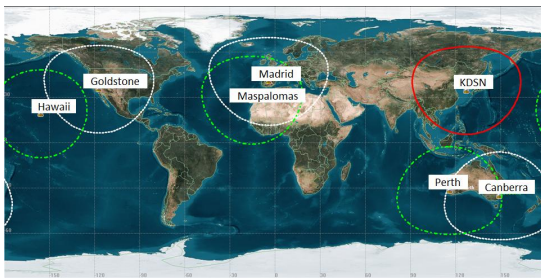 Goldstone
Madrid
KDSN
Maspalomas
Hawaii
Perth
Canberra